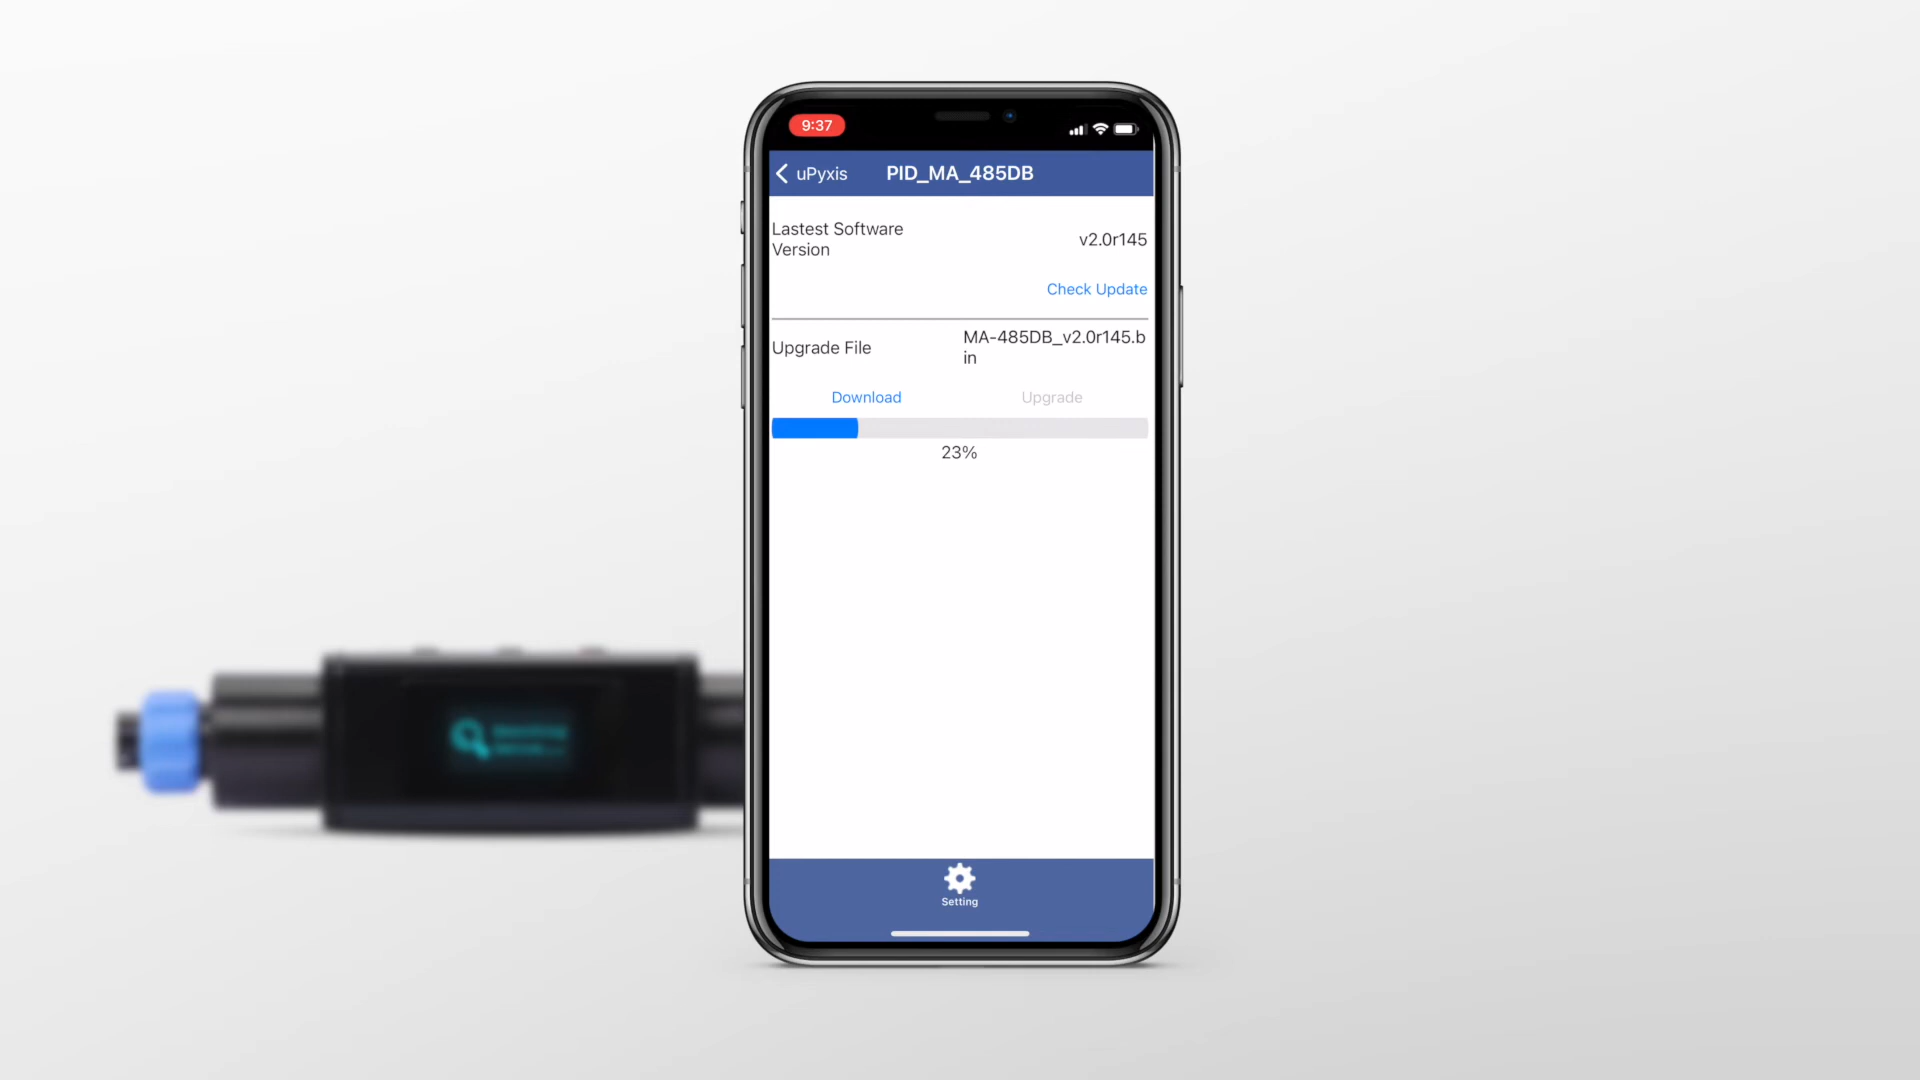 9:37
uPyxis
PID_MA_485DB
Lastest Software
Version
v2.0r145
Check Update
Upgrade File
MA-485DB_v2.0r145.b
in
Download
Upgrade
23%
Setting